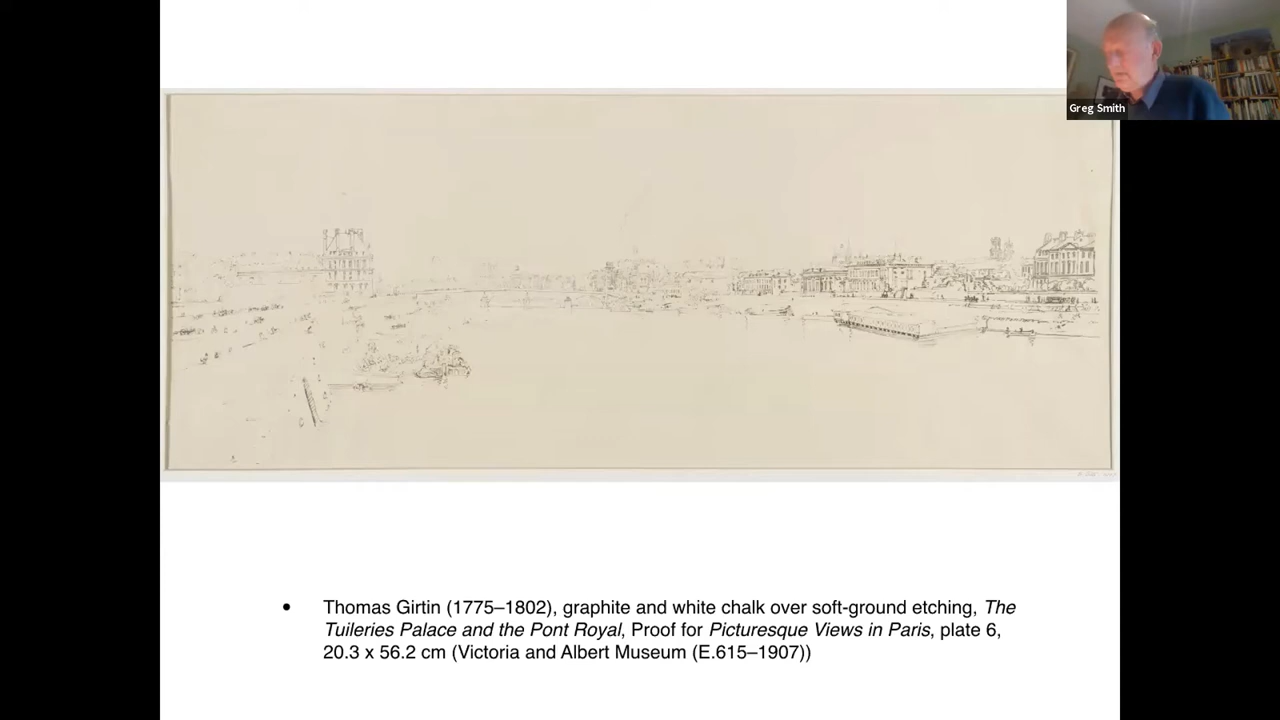 Greg Smith
• Thomas Girtin (1775–1802), graphite and white chalk over soft-ground etching, The
Tuileries Palace and the Pont Royal, Proof for Picturesque Views in Paris, plate 6,
20.3 x 56.2 cm (Victoria and Albert Museum (E.615–1907))